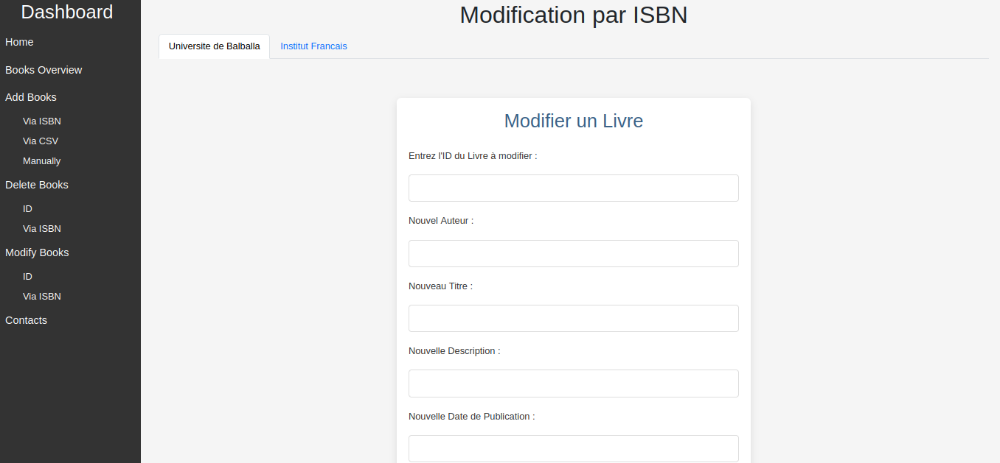 Dashboard
Home
Books Overview
Add Books
Via ISBN
Via CSV
Manually
Delete Books
ID
Via ISBN
Modify Books
ID
Via ISBN
Contacts
Modification par ISBN
Universite de Balballa
Institut Francais
Modifier un Livre
Entrez l'ID du Livre à modifier :
Nouvel Auteur :
Nouveau Titre :
Nouvelle Description :
Nouvelle Date de Publication :